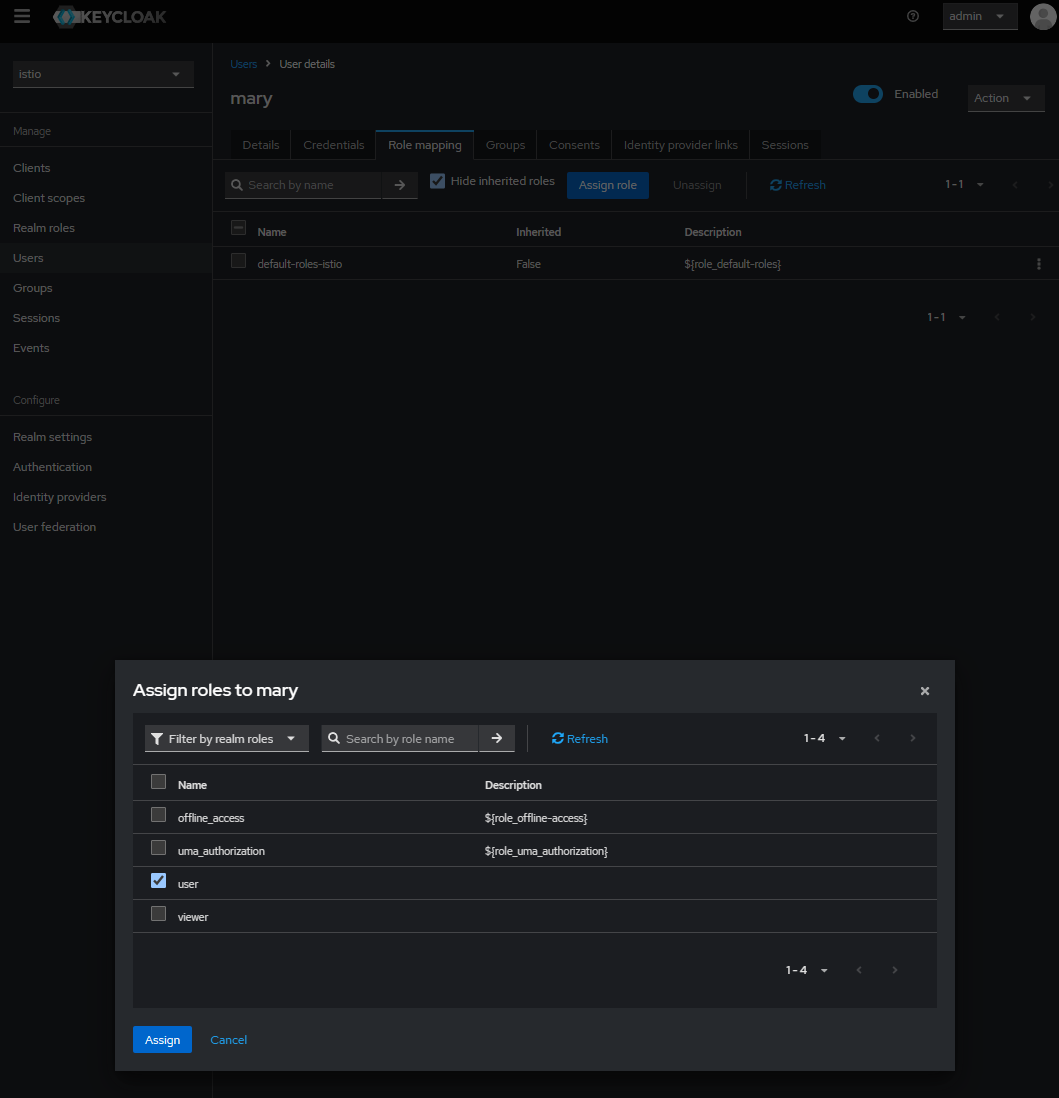 KEYCLOAK
admin
istio
Manage
Clients
Client scopes
Realm roles
Users
Groups
Sessions
Events
Configure
Realm settings
Authentication
Identity providers
User federation
Users > User details
mary
Enabled
Action
Details Credentials Role mapping Groups Consents Identity provider links Sessions
Search by name Hide inherited roles Assign role Unassign Refresh 1-1
Name Inherited Description
default-roles-istio False ${role_default-roles}
1-1
Assign roles to mary
Filter by realm roles Search by role name Refresh 1-4
Name Description
offline_access ${role_offline-access}
uma_authorization ${role_uma_authorization}
user
viewer
1-4
Assign Cancel